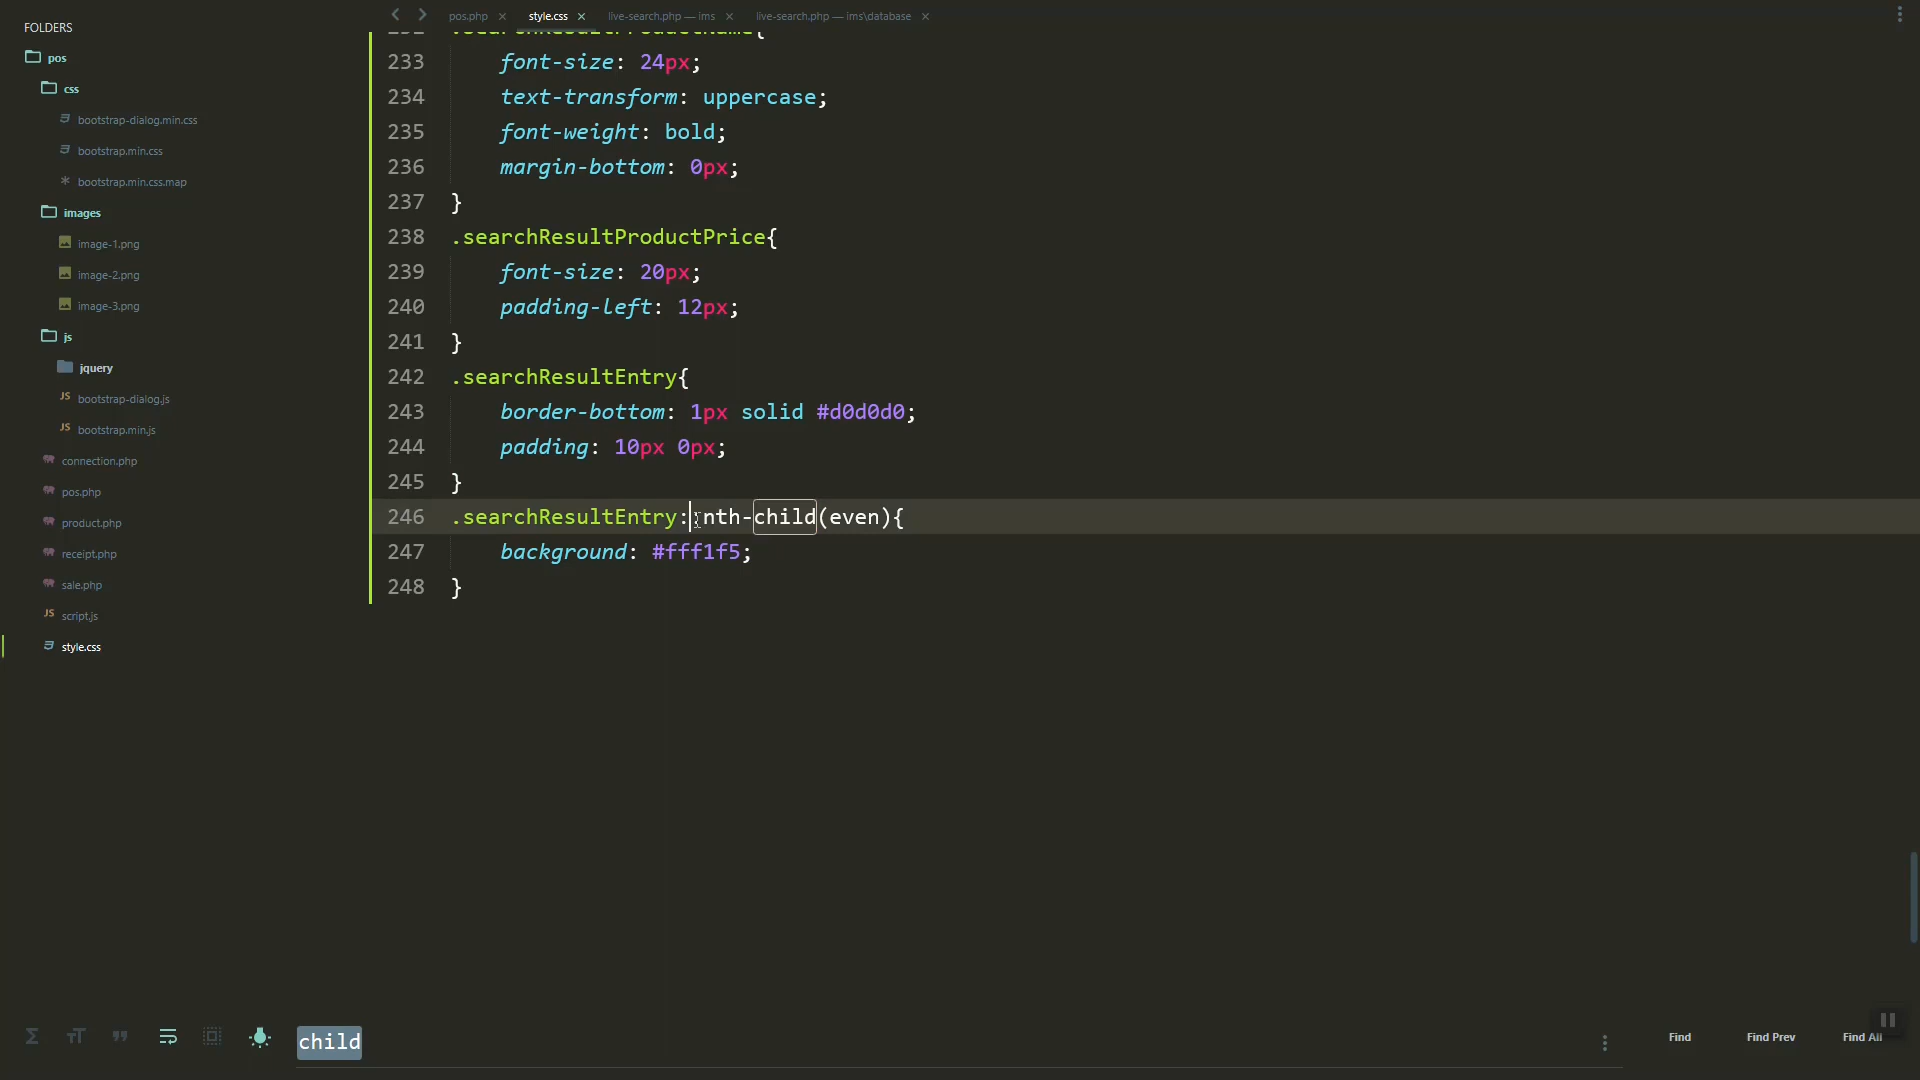 FOLDERS
pos.php
style.css
live-search.php — ims
live-search.php — ims\database
pos
css
bootstrap-dialog.min.css
bootstrap.min.css
bootstrap.min.css.map
images
image-1.png
image-2.png
image-3.png
js
jquery
bootstrap-dialog.js
bootstrap.min.js
connection.php
pos.php
product.php
receipt.php
sale.php
script.js
style.css
233 font-size: 24px;
234 text-transform: uppercase;
235 font-weight: bold;
236 margin-bottom: 0px;
237 }
238 .searchResultProductPrice{
239 font-size: 20px;
240 padding-left: 12px;
241 }
242 .searchResultEntry{
243 border-bottom: 1px solid #d0d0d0;
244 padding: 10px 0px;
245 }
246 .searchResultEntry::nth-child(even){
247 background: #fff1f5;
248 }
child
Find
Find Prev
Find All